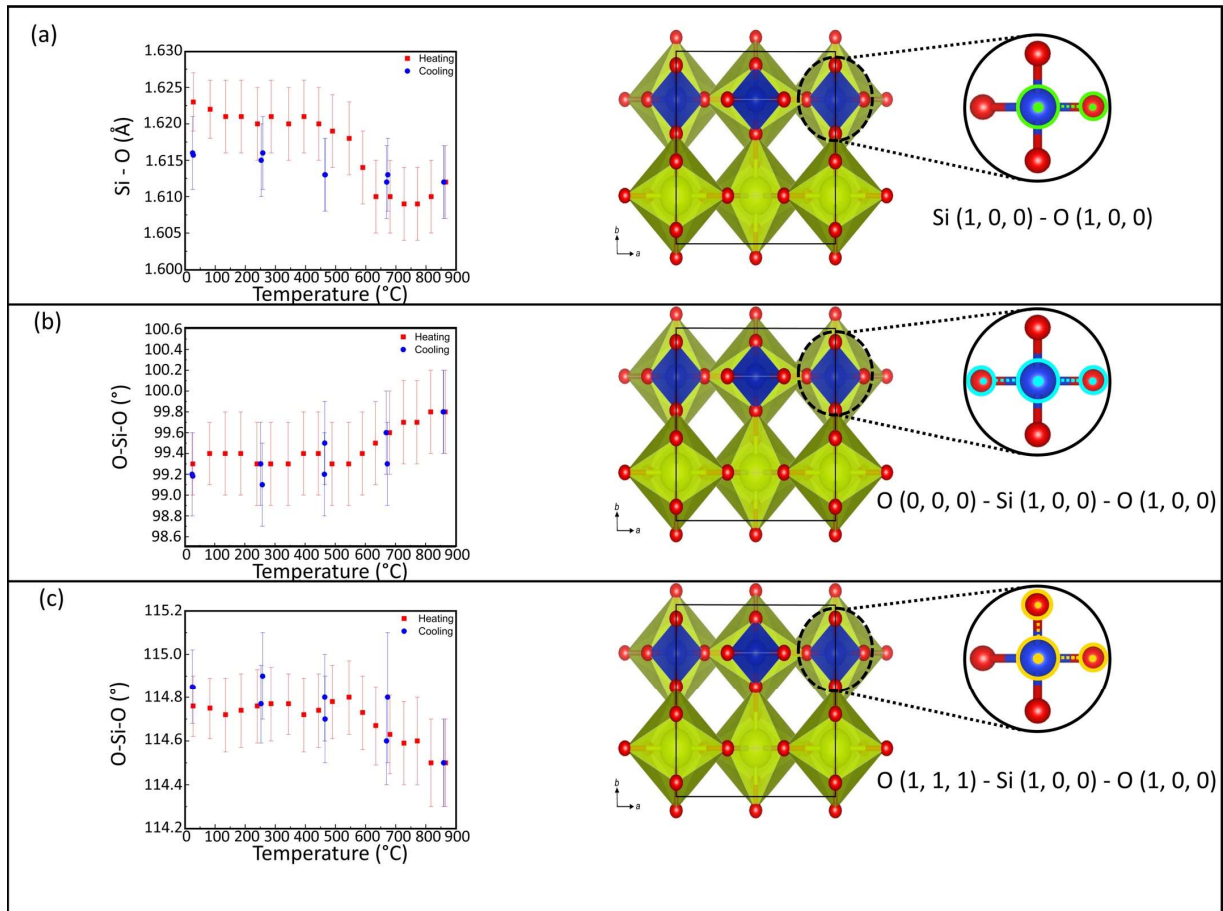 (a)
1.630
1.625
1.620
1.615
1.610
1.605
1.600
Si - O (Å)
Heating
Cooling
0 100 200 300 400 500 600 700 800 900
Temperature (°C)
b
a
Si (1, 0, 0) - O (1, 0, 0)
(b)
100.6
100.4
100.2
100.0
99.8
99.6
99.4
99.2
99.0
98.8
98.6
O-Si-O (°)
Heating
Cooling
0 100 200 300 400 500 600 700 800 900
Temperature (°C)
b
a
O (0, 0, 0) - Si (1, 0, 0) - O (1, 0, 0)
(c)
115.2
115.0
114.8
114.6
114.4
114.2
O-Si-O (°)
Heating
Cooling
0 100 200 300 400 500 600 700 800 900
Temperature (°C)
b
a
O (1, 1, 1) - Si (1, 0, 0) - O (1, 0, 0)